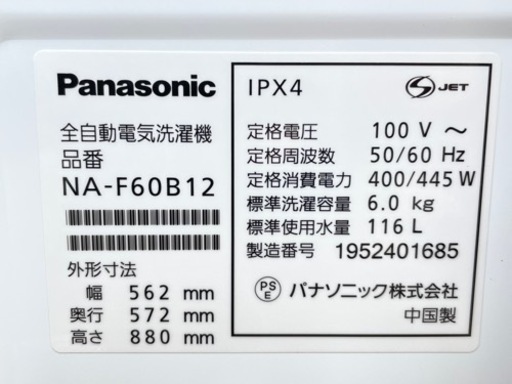 Panasonic
全自動電気洗濯機
品番
NA-F60B12
外形寸法
幅 562 mm
奥行 572 mm
高さ 880 mm
IPX4
S JET
定格電圧 100 V ～
定格周波数 50/60 Hz
定格消費電力 400/445 W
標準洗濯容量 6.0 kg
標準使用水量 116 L
製造番号 1952401685
PS E パナソニック株式会社
中国製